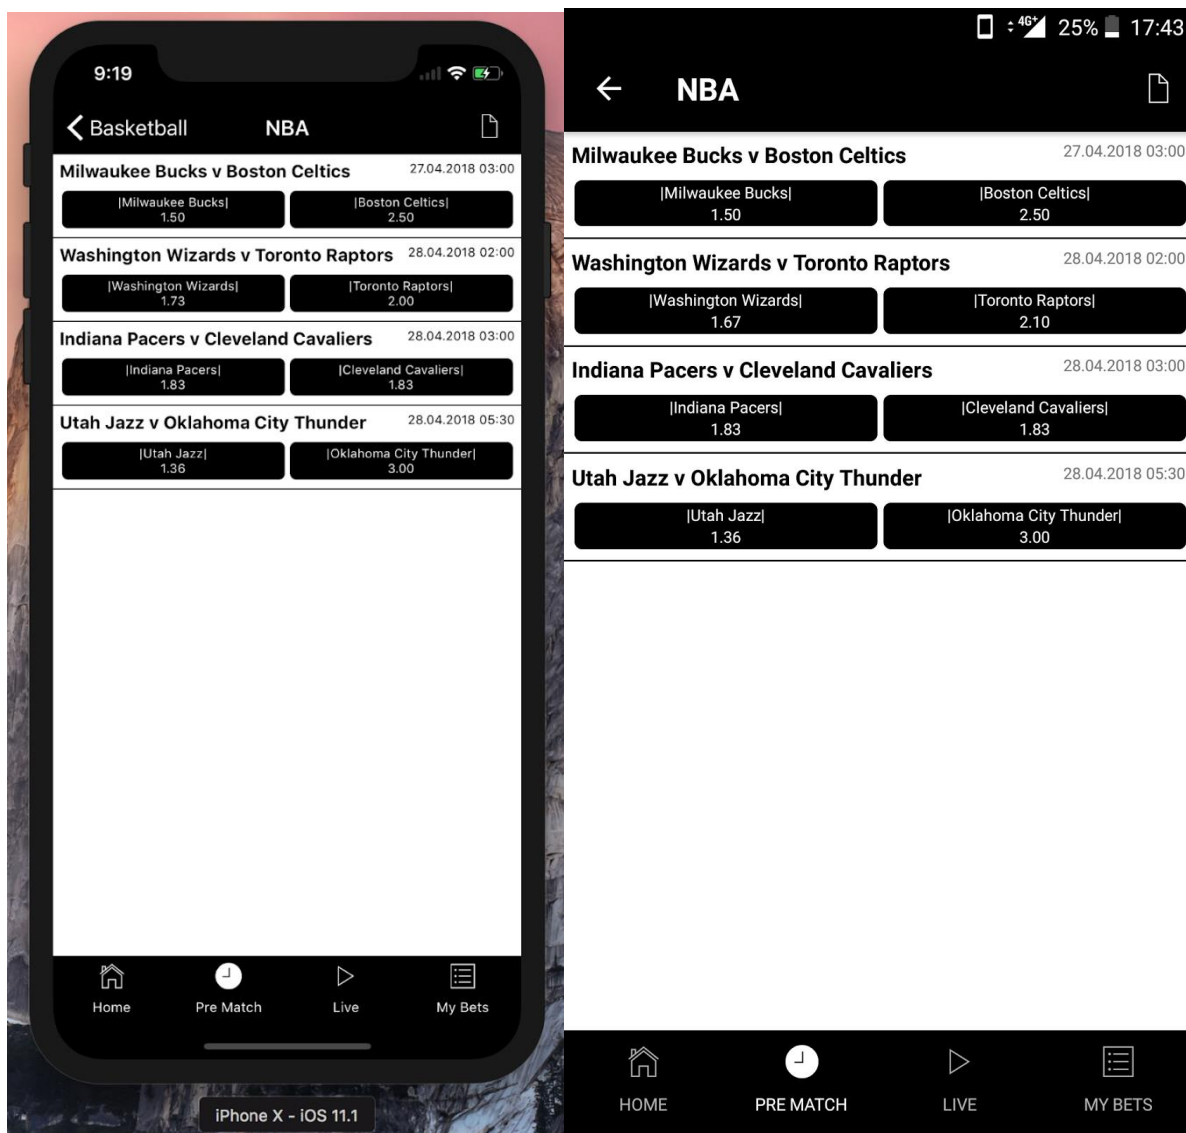 9:19
Basketball NBA
Milwaukee Bucks v Boston Celtics 27.04.2018 03:00
|Milwaukee Bucks| |Boston Celtics|
1.50 2.50
Washington Wizards v Toronto Raptors 28.04.2018 02:00
|Washington Wizards| |Toronto Raptors|
1.73 2.00
Indiana Pacers v Cleveland Cavaliers 28.04.2018 03:00
|Indiana Pacers| |Cleveland Cavaliers|
1.83 1.83
Utah Jazz v Oklahoma City Thunder 28.04.2018 05:30
|Utah Jazz| |Oklahoma City Thunder|
1.36 3.00
Home Pre Match Live My Bets
iPhone X - iOS 11.1
4G+ 25% 17:43
NBA
Milwaukee Bucks v Boston Celtics 27.04.2018 03:00
|Milwaukee Bucks| |Boston Celtics|
1.50 2.50
Washington Wizards v Toronto Raptors 28.04.2018 02:00
|Washington Wizards| |Toronto Raptors|
1.67 2.10
Indiana Pacers v Cleveland Cavaliers 28.04.2018 03:00
|Indiana Pacers| |Cleveland Cavaliers|
1.83 1.83
Utah Jazz v Oklahoma City Thunder 28.04.2018 05:30
|Utah Jazz| |Oklahoma City Thunder|
1.36 3.00
HOME PRE MATCH LIVE MY BETS